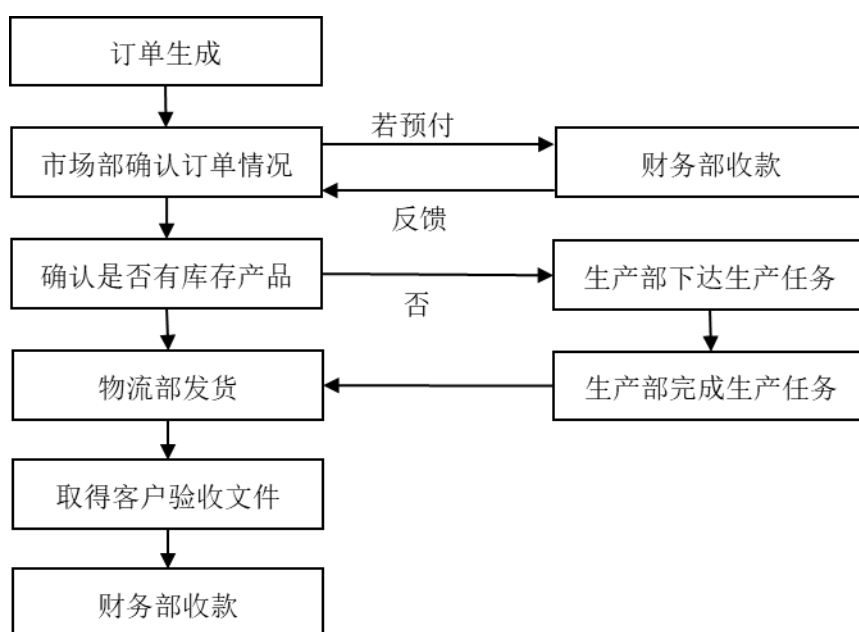 订单生成
若预付
市场部确认订单情况
财务部收款
反馈
确认是否有库存产品
生产部下达生产任务
否
物流部发货
生产部完成生产任务
取得客户验收文件
财务部收款